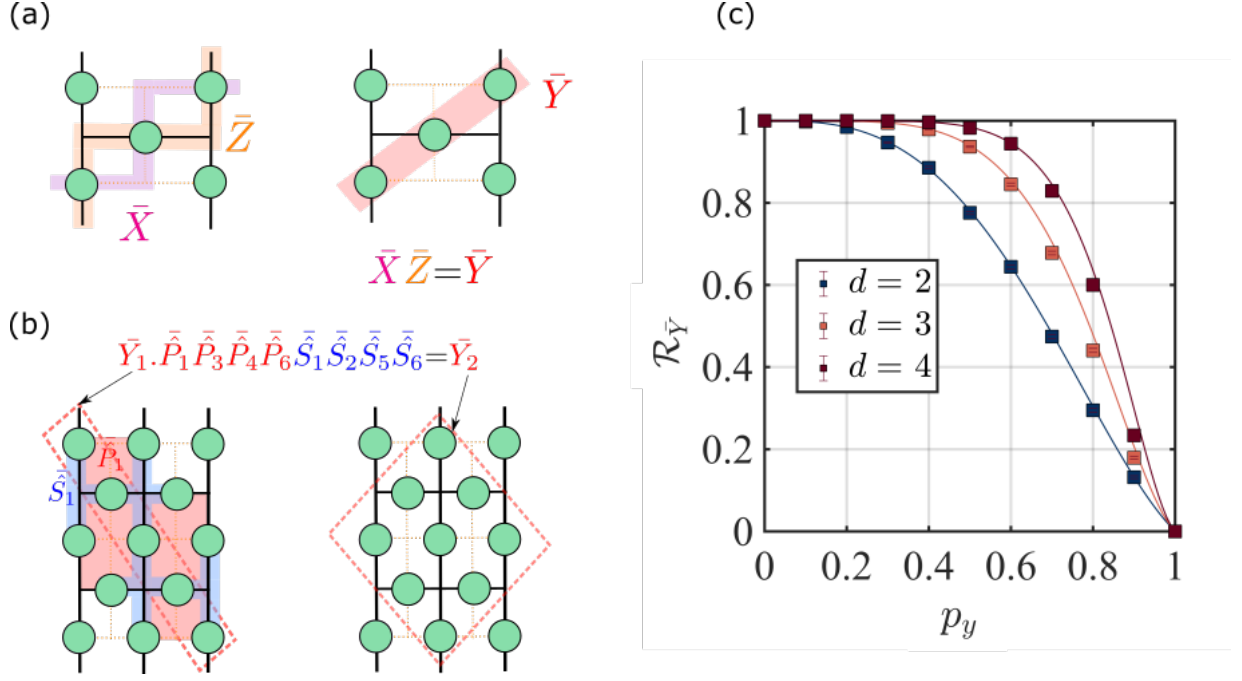 (a)
(c)
Z̄
Ȳ
X̄
X̄ Z̄=Ȳ
(b)
Ȳ₁.P̄̂₁P̄̂₃P̄̂₄P̄̂₆S̄̂₁S̄̂₂S̄̂₅S̄̂₆=Ȳ₂
P̄̂₁
S̄̂₁
1
0.8
0.6
0.4
0.2
0
d = 2
d = 3
d = 4
0 0.2 0.4 0.6 0.8 1
𝓡_Ȳ
p_y